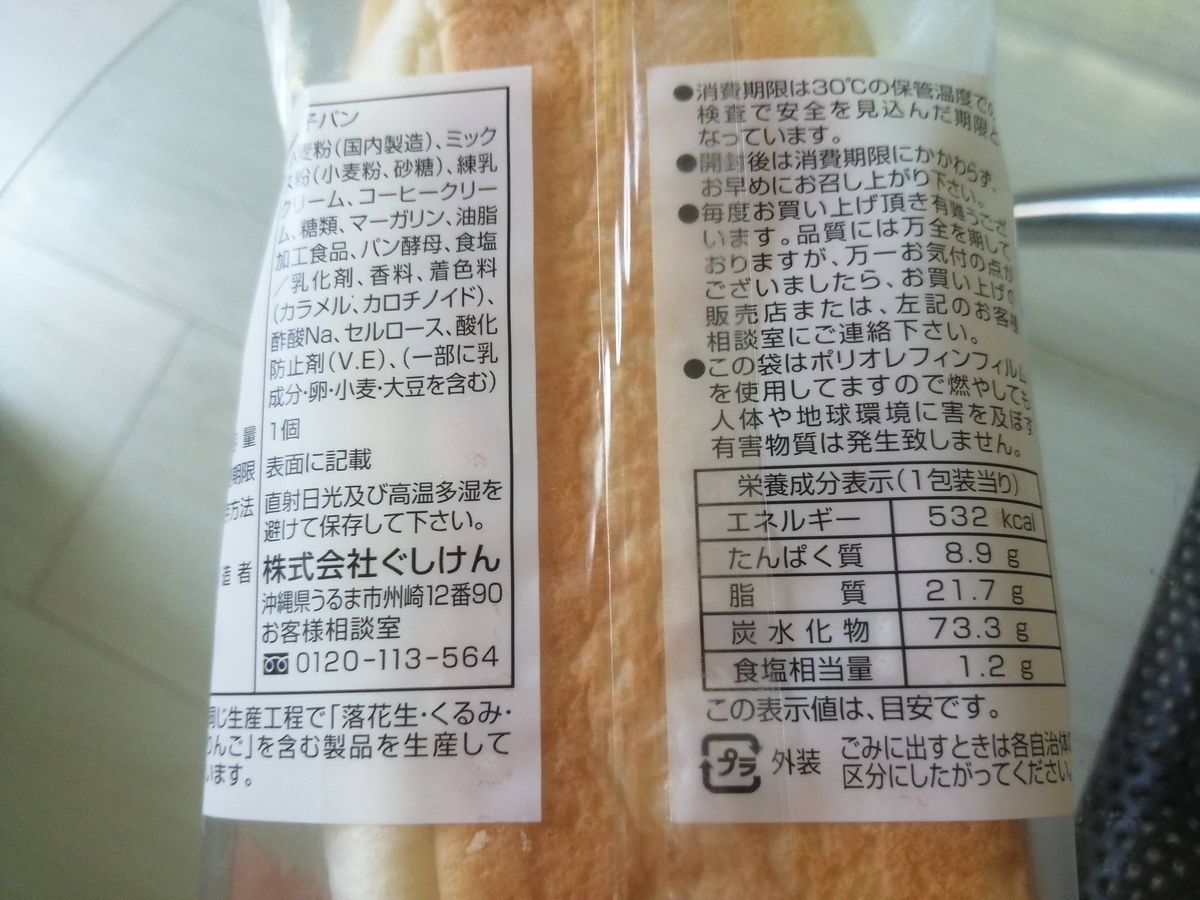 子パン
麦粉(国内製造)、ミック
粉(小麦粉、砂糖)、練乳
クリーム、コーヒークリー
ム、糖類、マーガリン、油脂
加工食品、パン酵母、食塩
/乳化剤、香料、着色料
(カラメル、カロチノイド)、
酢酸Na、セルロース、酸化
防止剤(V.E)、(一部に乳
成分・卵・小麦・大豆を含む)
量 1個
期限 表面に記載
方法 直射日光及び高温多湿を
避けて保存して下さい。
造者 株式会社ぐしけん
沖縄県うるま市州崎12番90
お客様相談室
0120-113-564
同じ生産工程で「落花生・くるみ・
りんご」を含む製品を生産して
います。
●消費期限は30℃の保管温度での
検査で安全を見込んだ期限と
なっています。
●開封後は消費期限にかかわらず、
お早めにお召し上がり下さい。
●毎度お買い上げ頂き有難うござ
います。品質には万全を期して
おりますが、万一お気付の点が
ございましたら、お買い上げの
販売店または、左記のお客様
相談室にご連絡下さい。
●この袋はポリオレフィンフィルム
を使用してますので燃やしても
人体や地球環境に害を及ぼす
有害物質は発生致しません。
栄養成分表示(1包装当り)
エネルギー 532 kcal
たんぱく質 8.9 g
脂質 21.7 g
炭水化物 73.3 g
食塩相当量 1.2 g
この表示値は、目安です。
プラ 外装 ごみに出すときは各自治体の
区分にしたがってください。